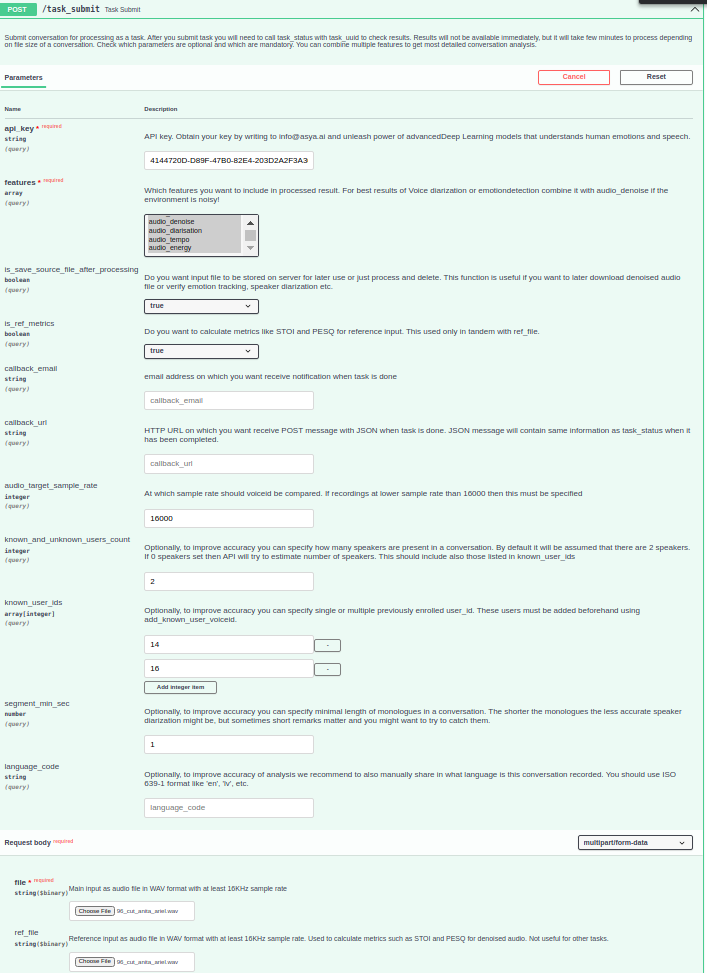 POST /task_submit Task Submit
Submit conversation for processing as a task. After you submit task you will need to call task_status with task_uuid to check results. Results will not be available immediately, but it will take few minutes to process depending
on file size of a conversation. Check which parameters are optional and which are mandatory. You can combine multiple features to get most detailed conversation analysis.
Parameters
Cancel
Reset
Name
Description
api_key * required
string
(query)
API key. Obtain your key by writing to info@asya.ai and unleash power of advancedDeep Learning models that understands human emotions and speech.
4144720D-D89F-47B0-82E4-203D2A2F3A3
features * required
array
(query)
Which features you want to include in processed result. For best results of Voice diarization or emotiondetection combine it with audio_denoise if the
environment is noisy!
audio_denoise
audio_diarisation
audio_tempo
audio_energy
is_save_source_file_after_processing
boolean
(query)
Do you want input file to be stored on server for later use or just process and delete. This function is useful if you want to later download denoised audio
file or verify emotion tracking, speaker diarization etc.
true
is_ref_metrics
boolean
(query)
Do you want to calculate metrics like STOI and PESQ for reference input. This used only in tandem with ref_file.
true
callback_email
string
(query)
email address on which you want receive notification when task is done
callback_email
callback_url
string
(query)
HTTP URL on which you want receive POST message with JSON when task is done. JSON message will contain same information as task_status when it
has been completed.
callback_url
audio_target_sample_rate
integer
(query)
At which sample rate should voiceid be compared. If recordings at lower sample rate than 16000 then this must be specified
16000
known_and_unknown_users_count
integer
(query)
Optionally, to improve accuracy you can specify how many speakers are present in a conversation. By default it will be assumed that there are 2 speakers.
If 0 speakers set then API will try to estimate number of speakers. This should include also those listed in known_user_ids
2
known_user_ids
array[integer]
(query)
Optionally, to improve accuracy you can specify single or multiple previously enrolled user_id. These users must be added beforehand using
add_known_user_voiceid.
14 -
16 -
Add integer item
segment_min_sec
number
(query)
Optionally, to improve accuracy you can specify minimal length of monologues in a conversation. The shorter the monologues the less accurate speaker
diarization might be, but sometimes short remarks matter and you might want to try to catch them.
1
language_code
string
(query)
Optionally, to improve accuracy of analysis we recommend to also manually share in what language is this conversation recorded. You should use ISO
639-1 format like 'en', 'lv', etc.
language_code
Request body required
multipart/form-data
file * required
string($binary)
Main input as audio file in WAV format with at least 16KHz sample rate
Choose File 96_cut_anita_ariel.wav
ref_file
string($binary)
Reference input as audio file in WAV format with at least 16KHz sample rate. Used to calculate metrics such as STOI and PESQ for denoised audio. Not useful for other tasks.
Choose File 96_cut_anita_ariel.wav